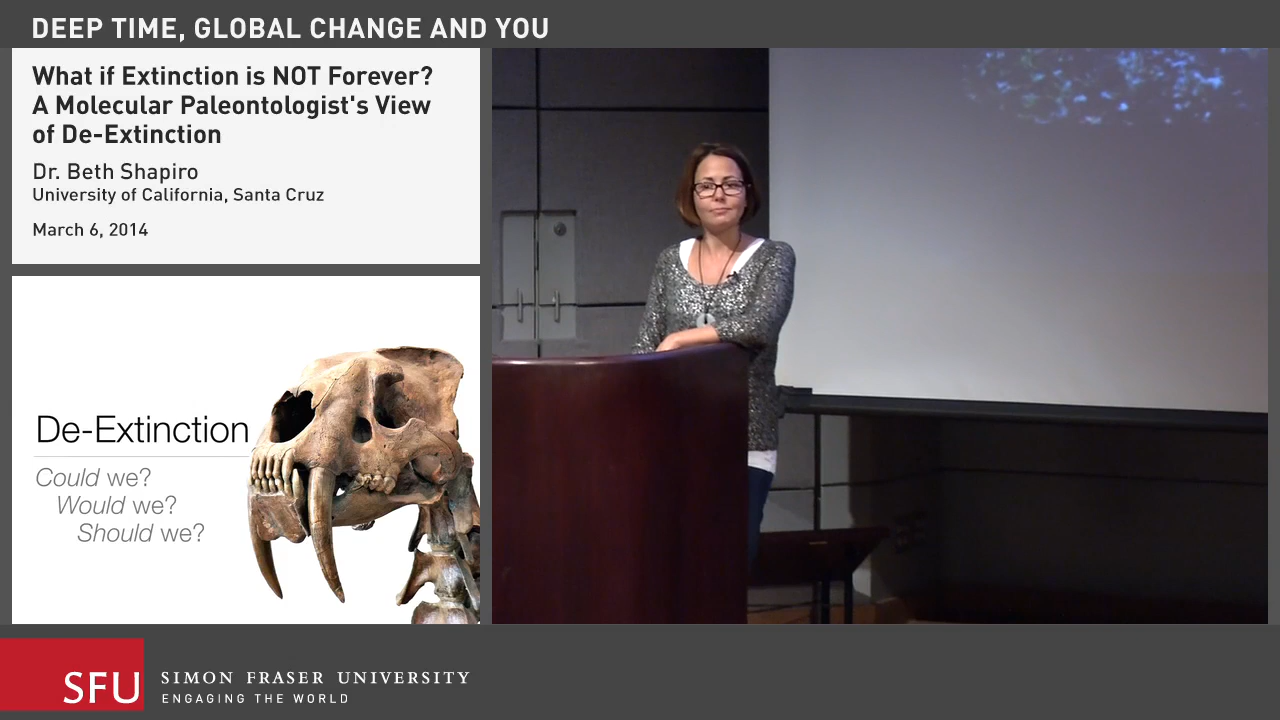 DEEP TIME, GLOBAL CHANGE AND YOU
What if Extinction is NOT Forever?
A Molecular Paleontologist's View
of De-Extinction
Dr. Beth Shapiro
University of California, Santa Cruz
March 6, 2014
De-Extinction
Could we?
Would we?
Should we?
SFU
SIMON FRASER UNIVERSITY
ENGAGING THE WORLD